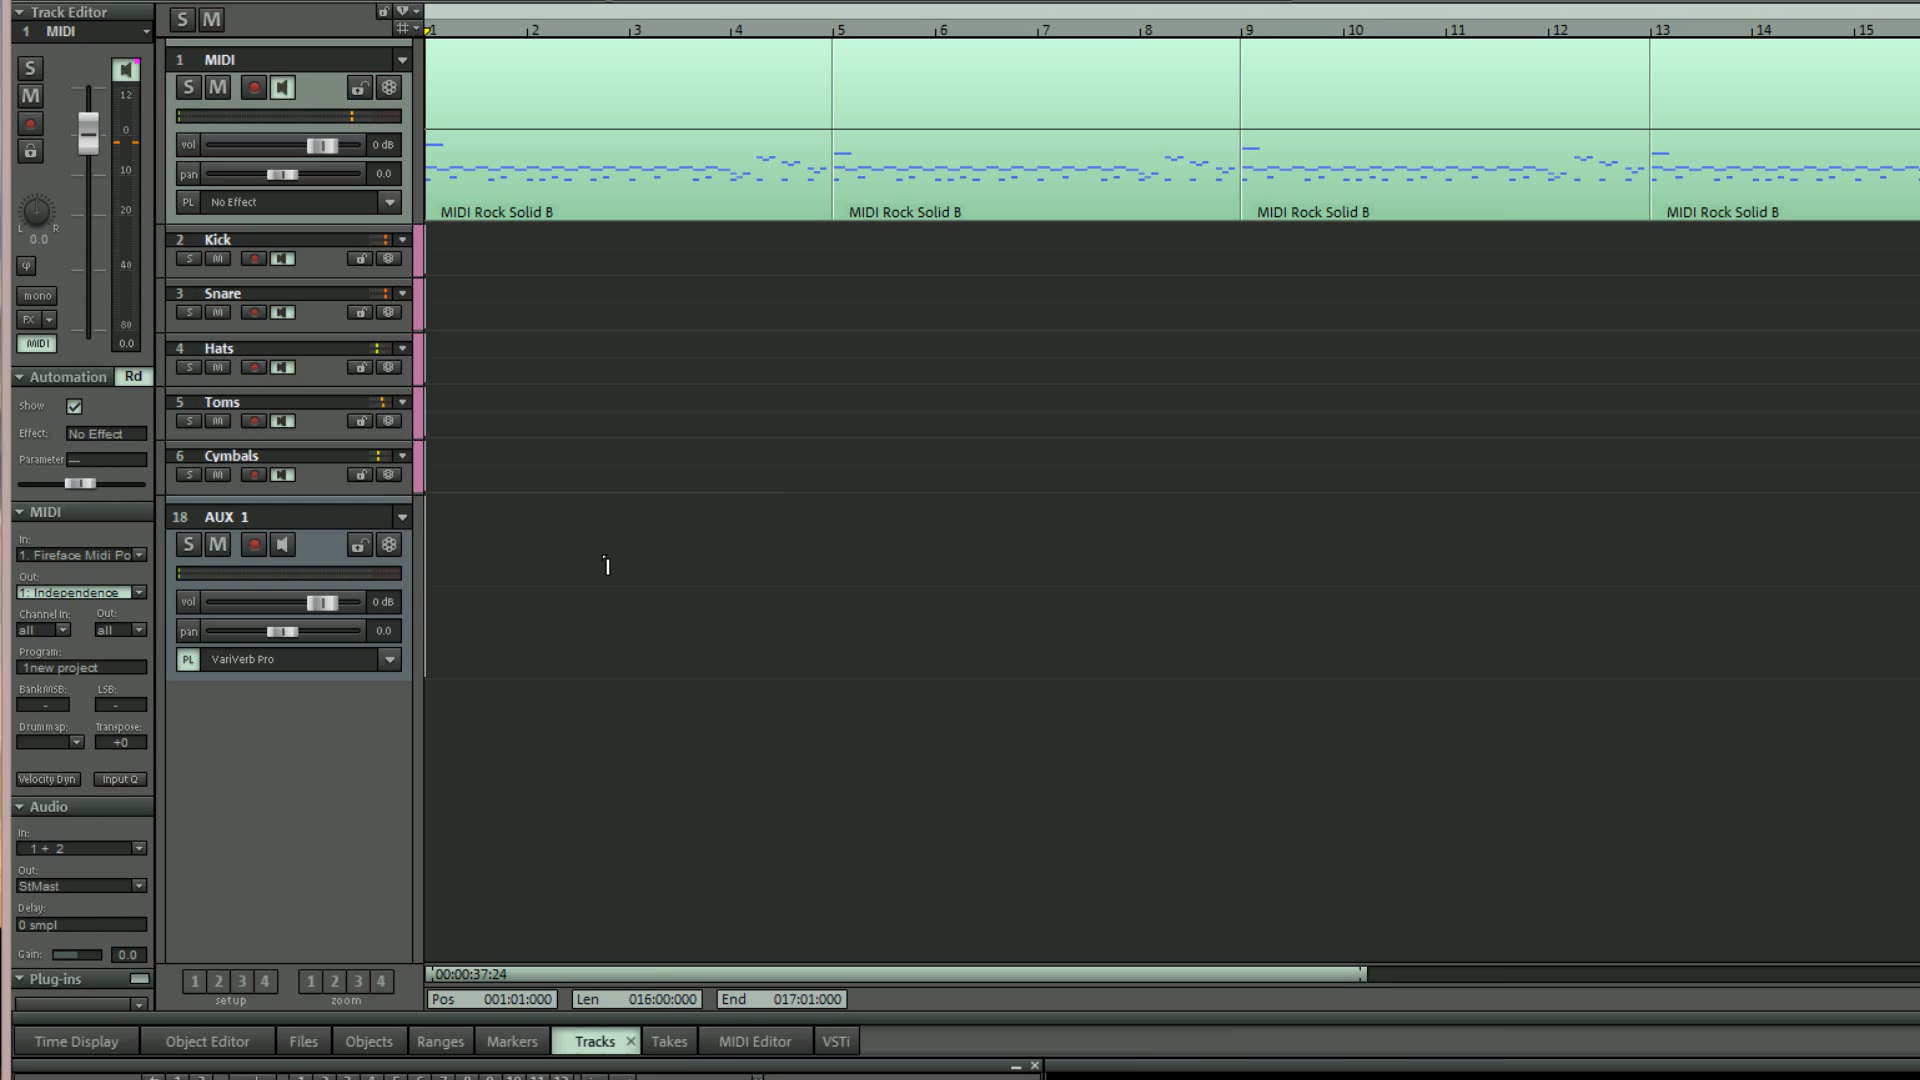 Track Editor
1 MIDI
S M
1 2 3 4 5 6 7 8 9 10 11 12 13 14 15
S
M
12
0
10
20
40
80
0.0
L R
0.0
φ
mono
FX
MIDI
Automation Rd
Show
Effect: No Effect
Parameter ---
MIDI
In:
1. Fireface Midi Po
Out:
1: Independence
Channel In: Out:
all all
Program:
1new project
Bank MSB: LSB:
- -
Drummap: Transpose:
+0
Velocity Dyn Input Q
Audio
In:
1 + 2
Out:
StMast
Delay:
0 smpl
Gain: 0.0
Plug-ins
1 MIDI
S M
vol 0 dB
pan 0.0
PL No Effect
MIDI Rock Solid B MIDI Rock Solid B MIDI Rock Solid B MIDI Rock Solid B
2 Kick
S M
3 Snare
S M
4 Hats
S M
5 Toms
S M
6 Cymbals
S M
18 AUX 1
S M
vol 0 dB
pan 0.0
PL VariVerb Pro
1 2 3 4 1 2 3 4
setup zoom
00:00:37:24
Pos 001:01:000 Len 016:00:000 End 017:01:000
Time Display Object Editor Files Objects Ranges Markers Tracks × Takes MIDI Editor VSTi